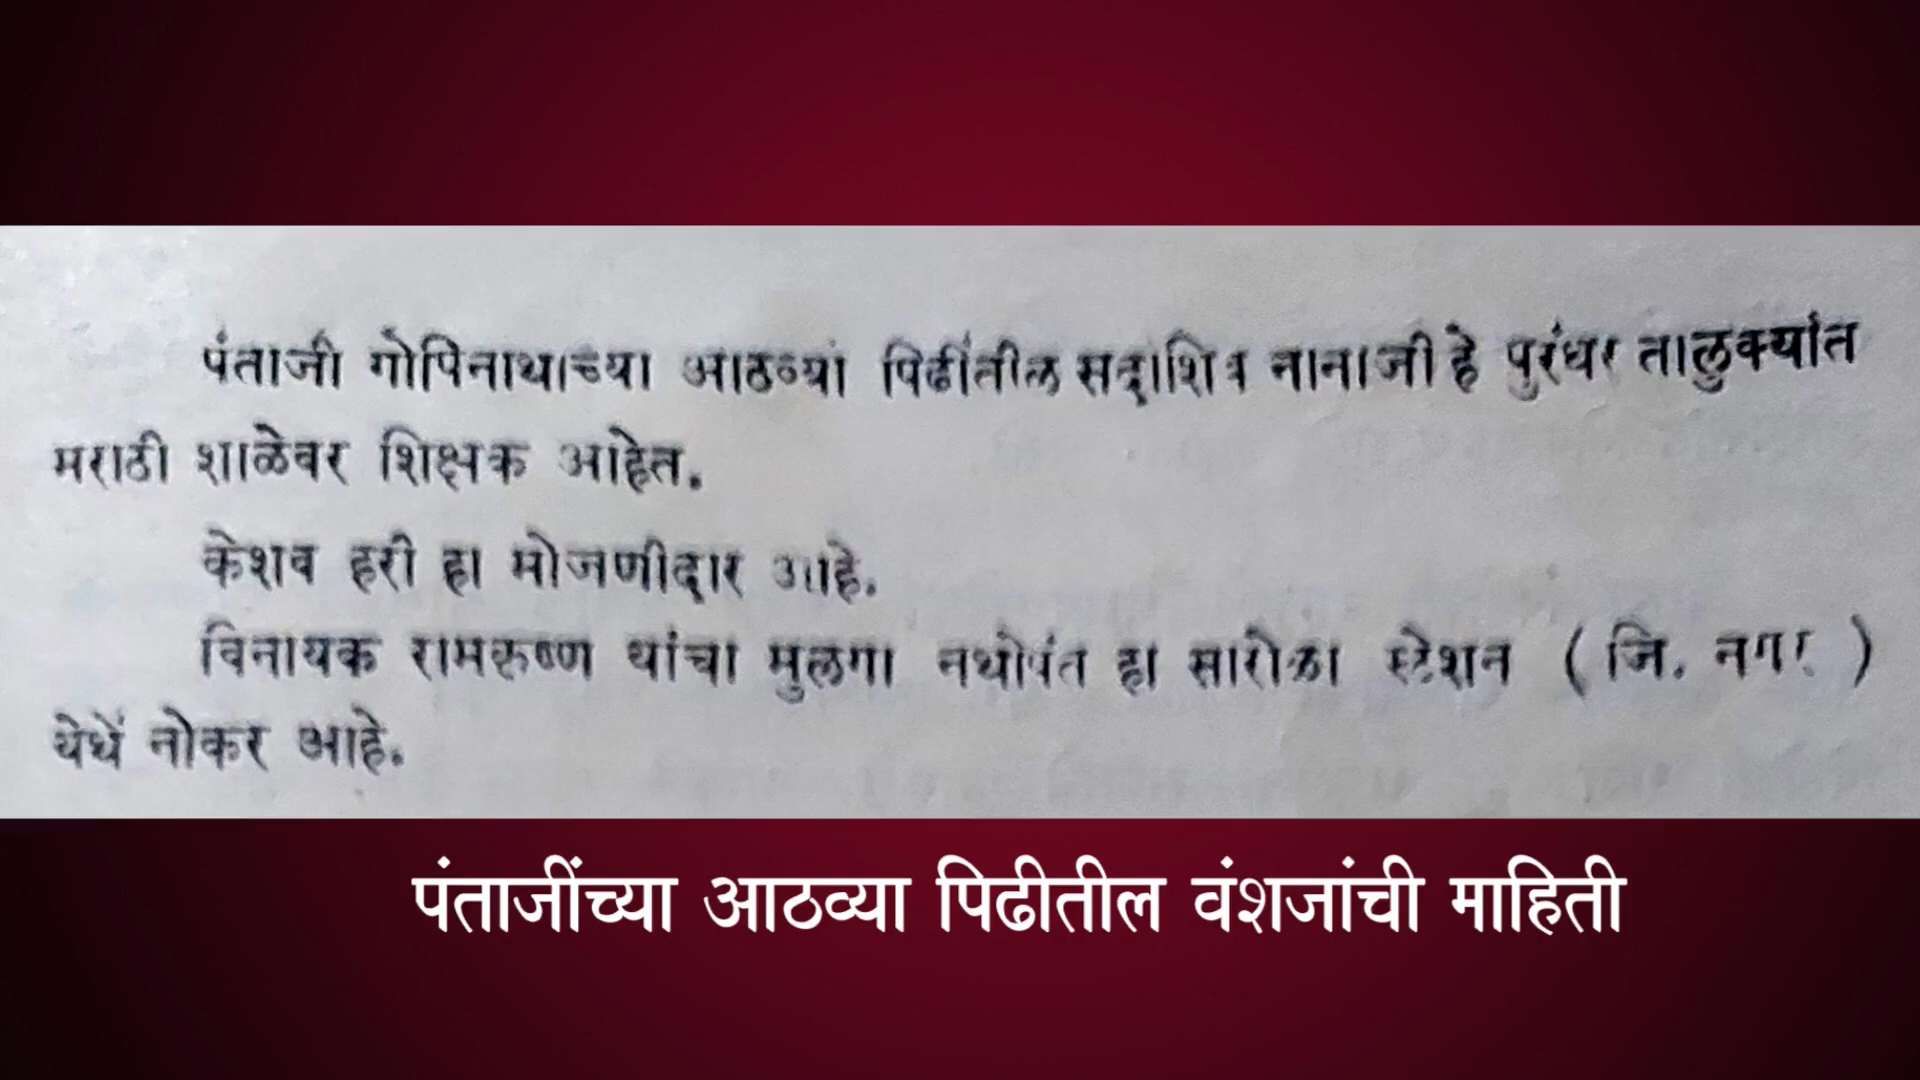 पंताजी गोपिनाथाच्या आठव्या पिढींतील सदाशिव नानाजी हे पुरंधर तालुक्यांत
मराठी शाळेवर शिक्षक आहेत.
केशव हरी हा मोजणीदार आहे.
विनायक रामकृष्ण यांचा मुलगा नथोपंत हा सारोळा स्टेशन ( जि. नगर )
येथें नोकर आहे.
पंताजींच्या आठव्या पिढीतील वंशजांची माहिती